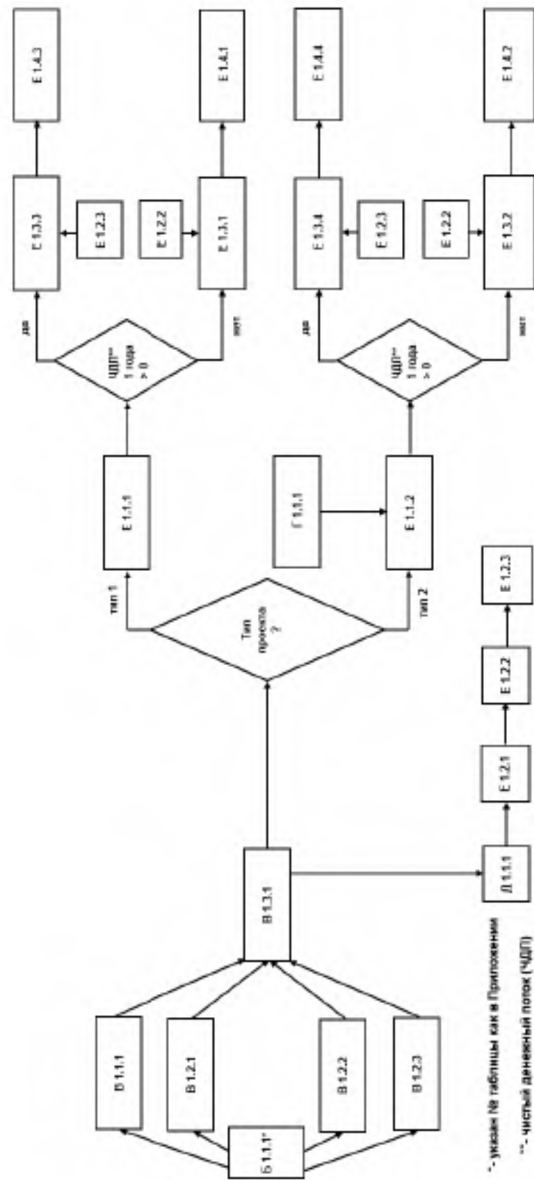 Б 1.1.1*
В 1.1.1
В 1.2.1
В 1.2.2
В 1.2.3
В 1.3.1
Тип
проекта
?
тип 1
тип 2
Е 1.1.1
Г 1.1.1
Е 1.1.2
ЧДП**
1 года
> 0
да
нет
Е 1.3.3
Е 1.2.3
Е 1.2.2
Е 1.3.1
Е 1.4.3
Е 1.4.1
ЧДП**
1 года
> 0
да
нет
Е 1.3.4
Е 1.2.3
Е 1.2.2
Е 1.3.2
Е 1.4.4
Е 1.4.2
Д 1.1.1
Е 1.2.1
Е 1.2.2
Е 1.2.3
*- указан № таблицы как в Приложении
**- чистый денежный поток (ЧДП)